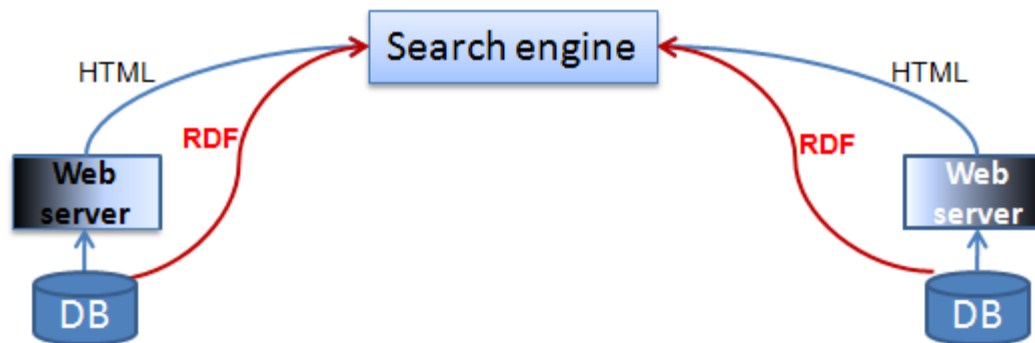 Search engine
HTML
HTML
RDF
RDF
Web
server
Web
server
DB
DB